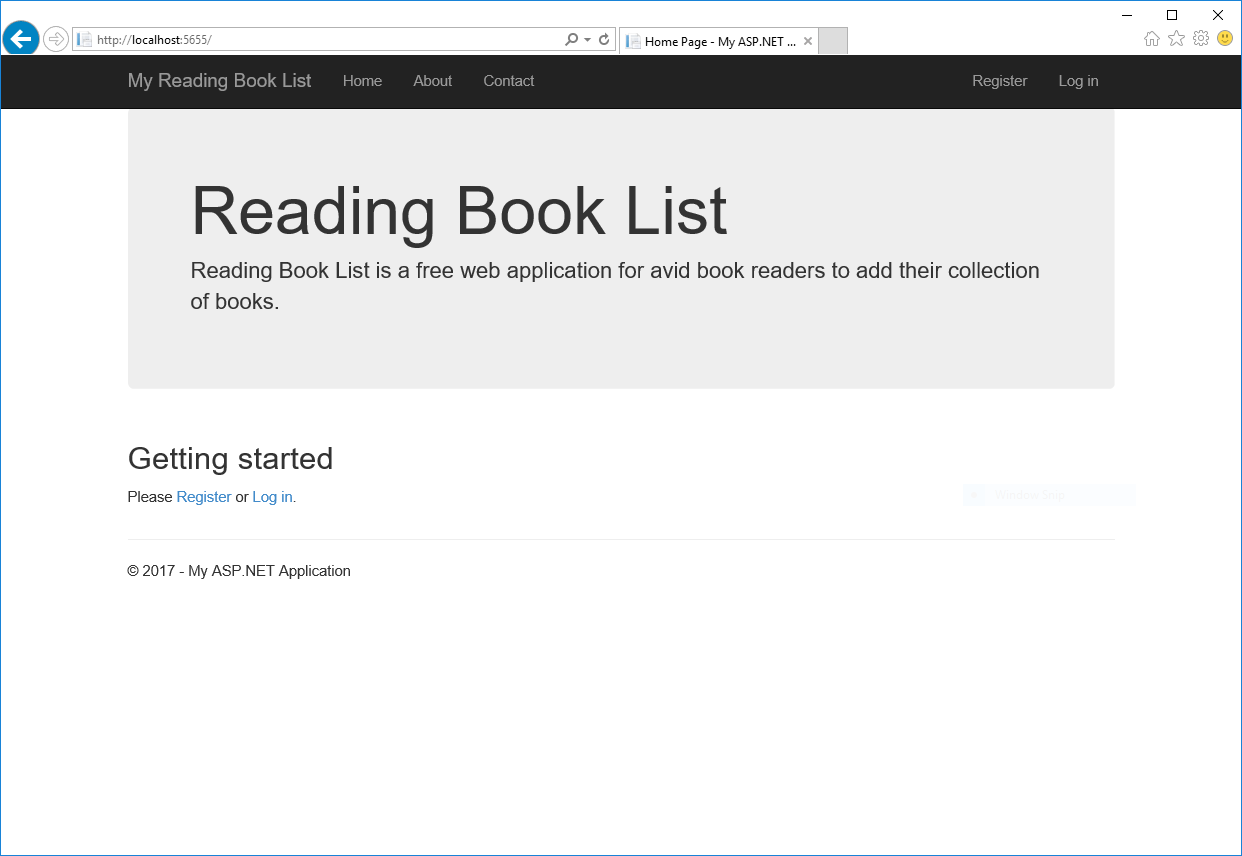 http://localhost:5655/
Home Page - My ASP.NET ...
My Reading Book List Home About Contact Register Log in
Reading Book List
Reading Book List is a free web application for avid book readers to add their collection
of books.
Getting started
Please Register or Log in.
Window Snip
© 2017 - My ASP.NET Application